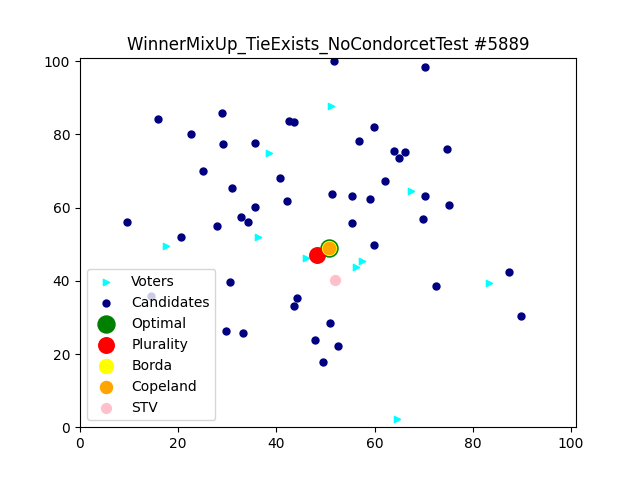 WinnerMixUp_TieExists_NoCondorcetTest #5889
100
80
60
40
20
0
Voters
Candidates
Optimal
Plurality
Borda
Copeland
STV
0 20 40 60 80 100